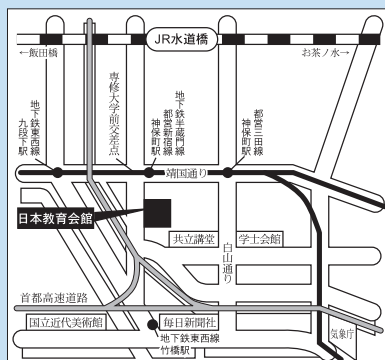 JR水道橋
←飯田橋
お茶ノ水→
地下鉄東西線
九段下駅
専修大学前交差点
地下鉄半蔵門線
都営新宿線
神保町駅
都営三田線
神保町駅
靖国通り
日本教育会館
共立講堂
白山通り
学士会館
首都高速道路
国立近代美術館
毎日新聞社
気象庁
地下鉄東西線
竹橋駅